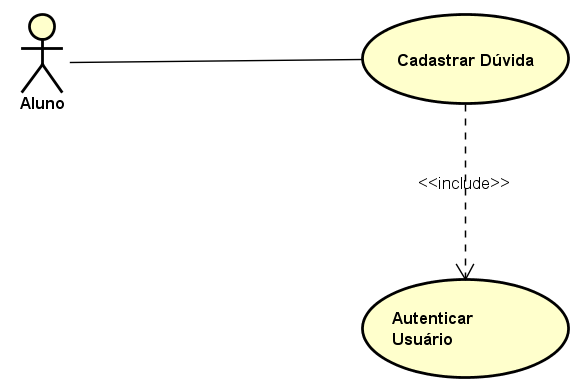 Cadastrar Dúvida
Aluno
<<include>>
Autenticar
Usuário